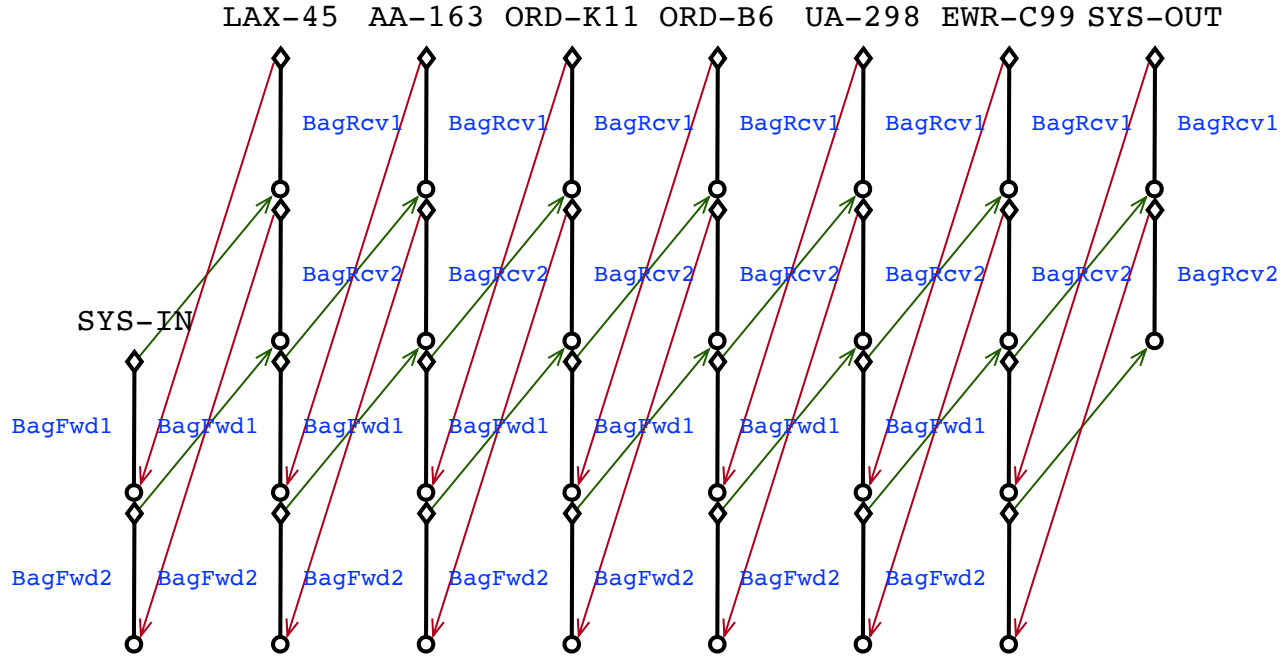 LAX-45 AA-163 ORD-K11 ORD-B6 UA-298 EWR-C99 SYS-OUT
BagRcv1 BagRcv1 BagRcv1 BagRcv1 BagRcv1 BagRcv1 BagRcv1
BagRcv2 BagRcv2 BagRcv2 BagRcv2 BagRcv2 BagRcv2 BagRcv2
SYS-IN
BagFwd1 BagFwd1 BagFwd1 BagFwd1 BagFwd1 BagFwd1 BagFwd1
BagFwd2 BagFwd2 BagFwd2 BagFwd2 BagFwd2 BagFwd2 BagFwd2